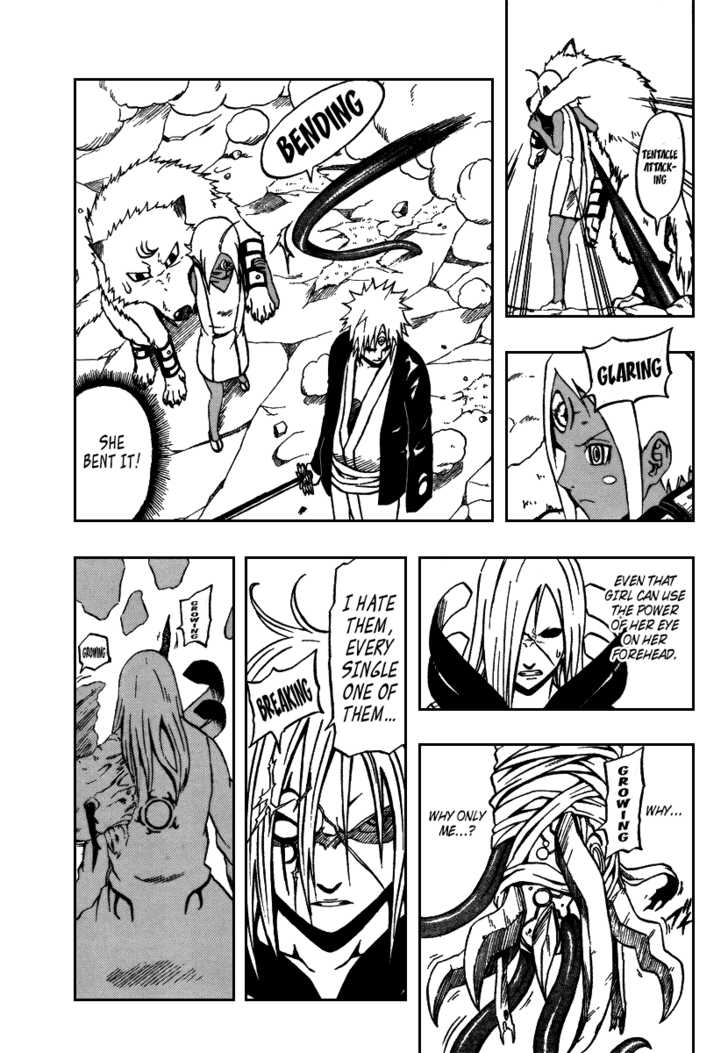 TENTACLE
ATTACK-
ING
GLARING
BENDING
SHE
BENT IT!
EVEN THAT
GIRL CAN USE
THE POWER
OF HER EYE
ON HER
FOREHEAD.
WHY...
GROWING
WHY ONLY
ME...?
I HATE
THEM,
EVERY
SINGLE
ONE OF
THEM...
BREAKING
GROWING
GROWING